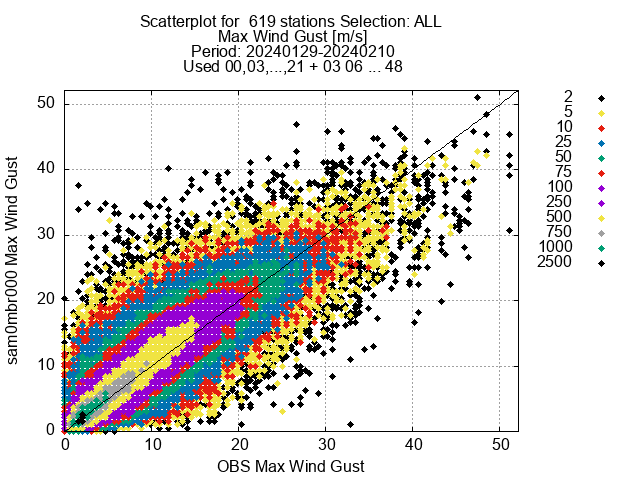 Scatterplot for  619 stations Selection: ALL
Max Wind Gust [m/s]
Period: 20240129-20240210
Used 00,03,...,21 + 03 06 ... 48
sam0mbr000 Max Wind Gust
50
40
30
20
10
0
0 10 20 30 40 50
OBS Max Wind Gust
2
5
10
25
50
75
100
250
500
750
1000
2500